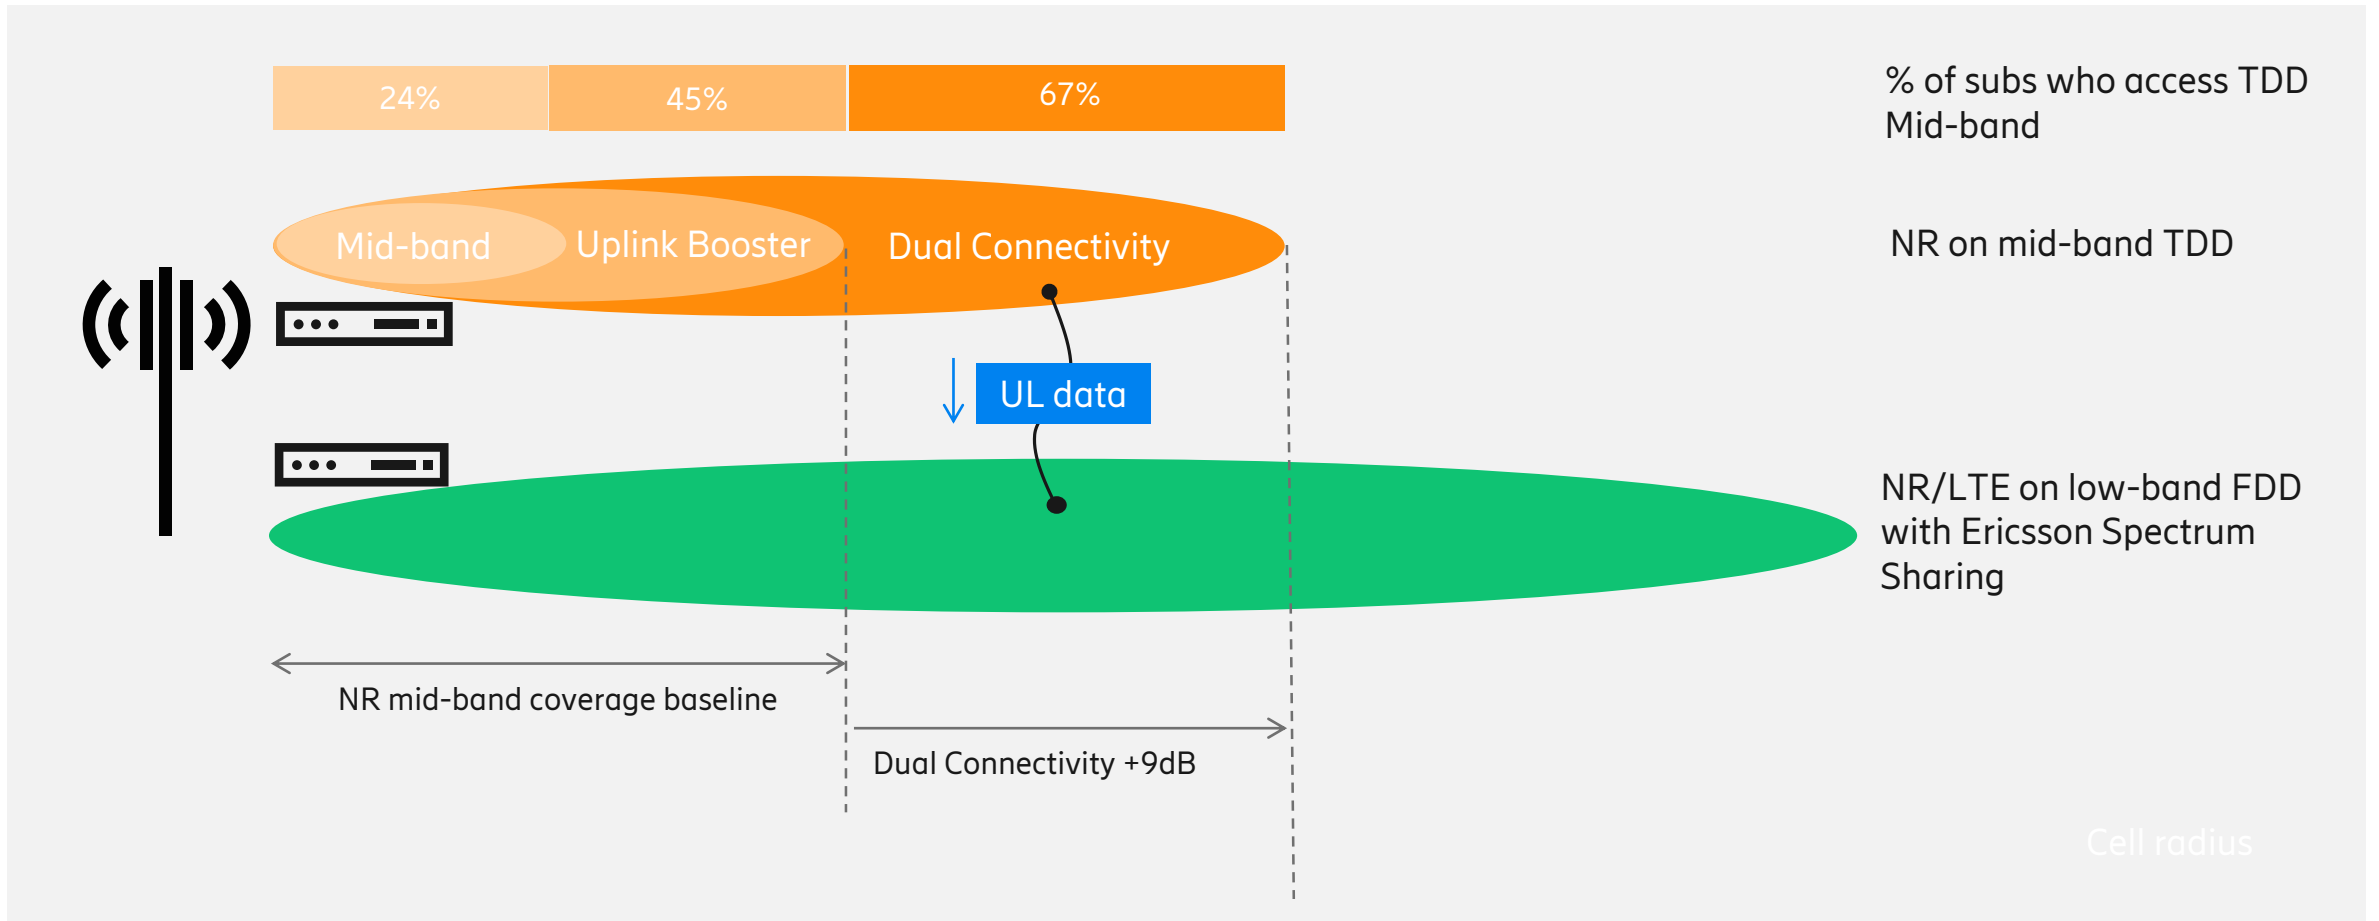 24%
45%
67%
% of subs who access TDD
Mid-band
Mid-band
Uplink Booster
Dual Connectivity
NR on mid-band TDD
UL data
NR/LTE on low-band FDD
with Ericsson Spectrum
Sharing
NR mid-band coverage baseline
Dual Connectivity +9dB
Cell radius